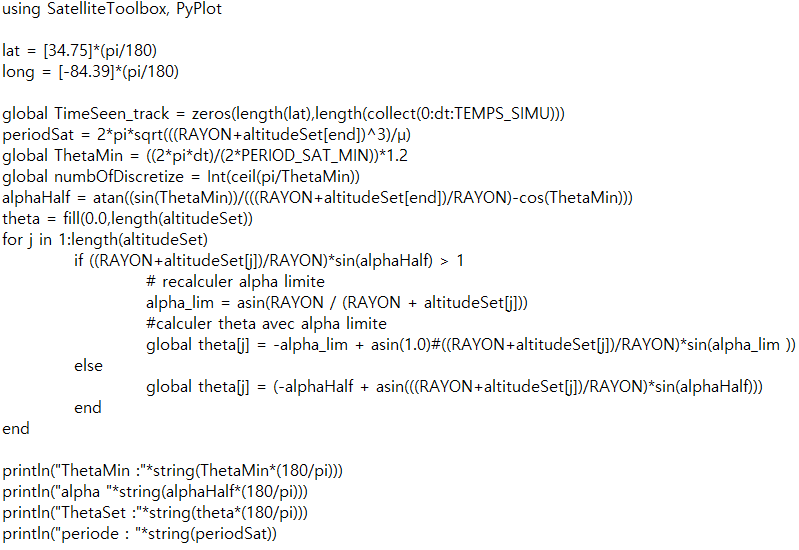 using SatelliteToolbox, PyPlot
lat = [34.75]*(pi/180)
long = [-84.39]*(pi/180)
global TimeSeen_track = zeros(length(lat),length(collect(0:dt:TEMPS_SIMU)))
periodSat = 2*pi*sqrt(((RAYON+altitudeSet[end])^3)/μ)
global ThetaMin = ((2*pi*dt)/(2*PERIOD_SAT_MIN))*1.2
global numbOfDiscretize = Int(ceil(pi/ThetaMin))
alphaHalf = atan((sin(ThetaMin))/(((RAYON+altitudeSet[end])/RAYON)-cos(ThetaMin)))
theta = fill(0.0,length(altitudeSet))
for j in 1:length(altitudeSet)
if ((RAYON+altitudeSet[j])/RAYON)*sin(alphaHalf) > 1
# recalculer alpha limite
alpha_lim = asin(RAYON / (RAYON + altitudeSet[j]))
#calculer theta avec alpha limite
global theta[j] = -alpha_lim + asin(1.0)#((RAYON+altitudeSet[j])/RAYON)*sin(alpha_lim ))
else
global theta[j] = (-alphaHalf + asin(((RAYON+altitudeSet[j])/RAYON)*sin(alphaHalf)))
end
end
println("ThetaMin :"*string(ThetaMin*(180/pi)))
println("alpha "*string(alphaHalf*(180/pi)))
println("ThetaSet :"*string(theta*(180/pi)))
println("periode : "*string(periodSat))